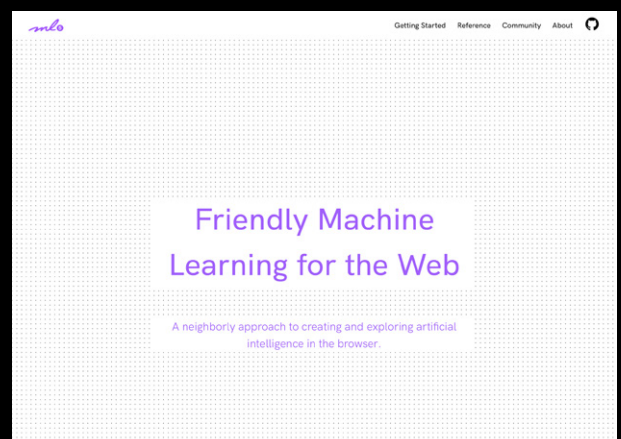 ml5
Getting Started Reference Community About
Friendly Machine
Learning for the Web
A neighborly approach to creating and exploring artificial
intelligence in the browser.